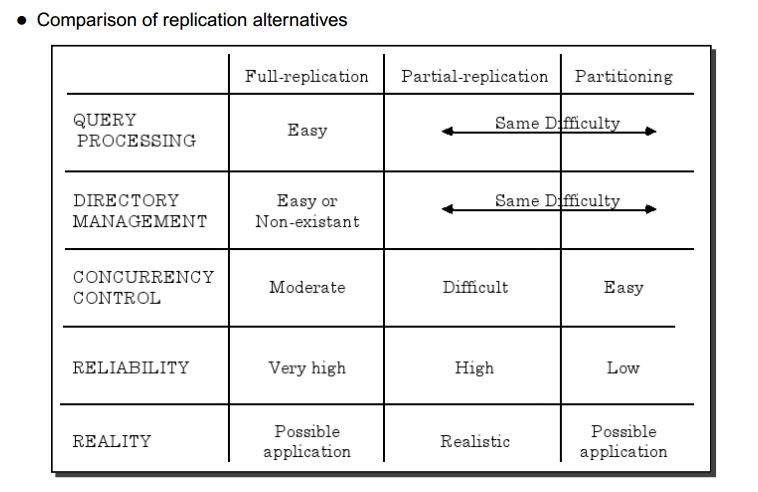 ● Comparison of replication alternatives
Full-replication Partial-replication Partitioning
QUERY
PROCESSING
Easy
Same Difficulty
DIRECTORY
MANAGEMENT
Easy or
Non-existant
Same Difficulty
CONCURRENCY
CONTROL
Moderate
Difficult
Easy
RELIABILITY
Very high
High
Low
REALITY
Possible
application
Realistic
Possible
application